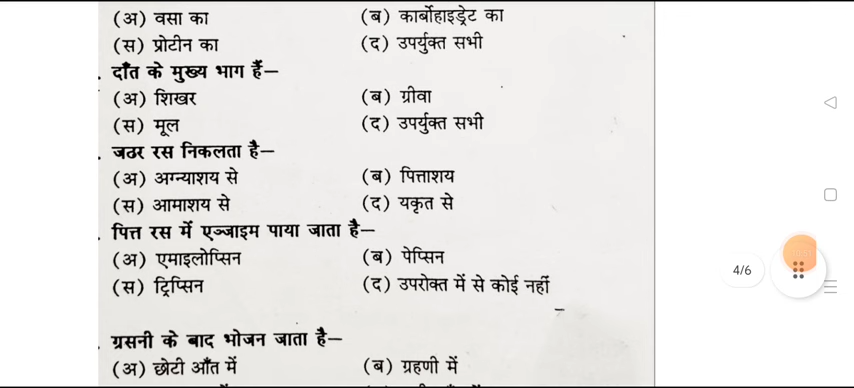 (अ) वसा का (ब) कार्बोहाइड्रेट का
(स) प्रोटीन का (द) उपर्युक्त सभी
. दाँत के मुख्य भाग हैं—
(अ) शिखर (ब) ग्रीवा
(स) मूल (द) उपर्युक्त सभी
. जठर रस निकलता है—
(अ) अग्न्याशय से (ब) पित्ताशय
(स) आमाशय से (द) यकृत से
. पित्त रस में एञ्जाइम पाया जाता है—
(अ) एमाइलोप्सिन (ब) पेप्सिन
(स) ट्रिप्सिन (द) उपरोक्त में से कोई नहीं
4/6
. ग्रसनी के बाद भोजन जाता है—
(अ) छोटी आँत में (ब) ग्रहणी में